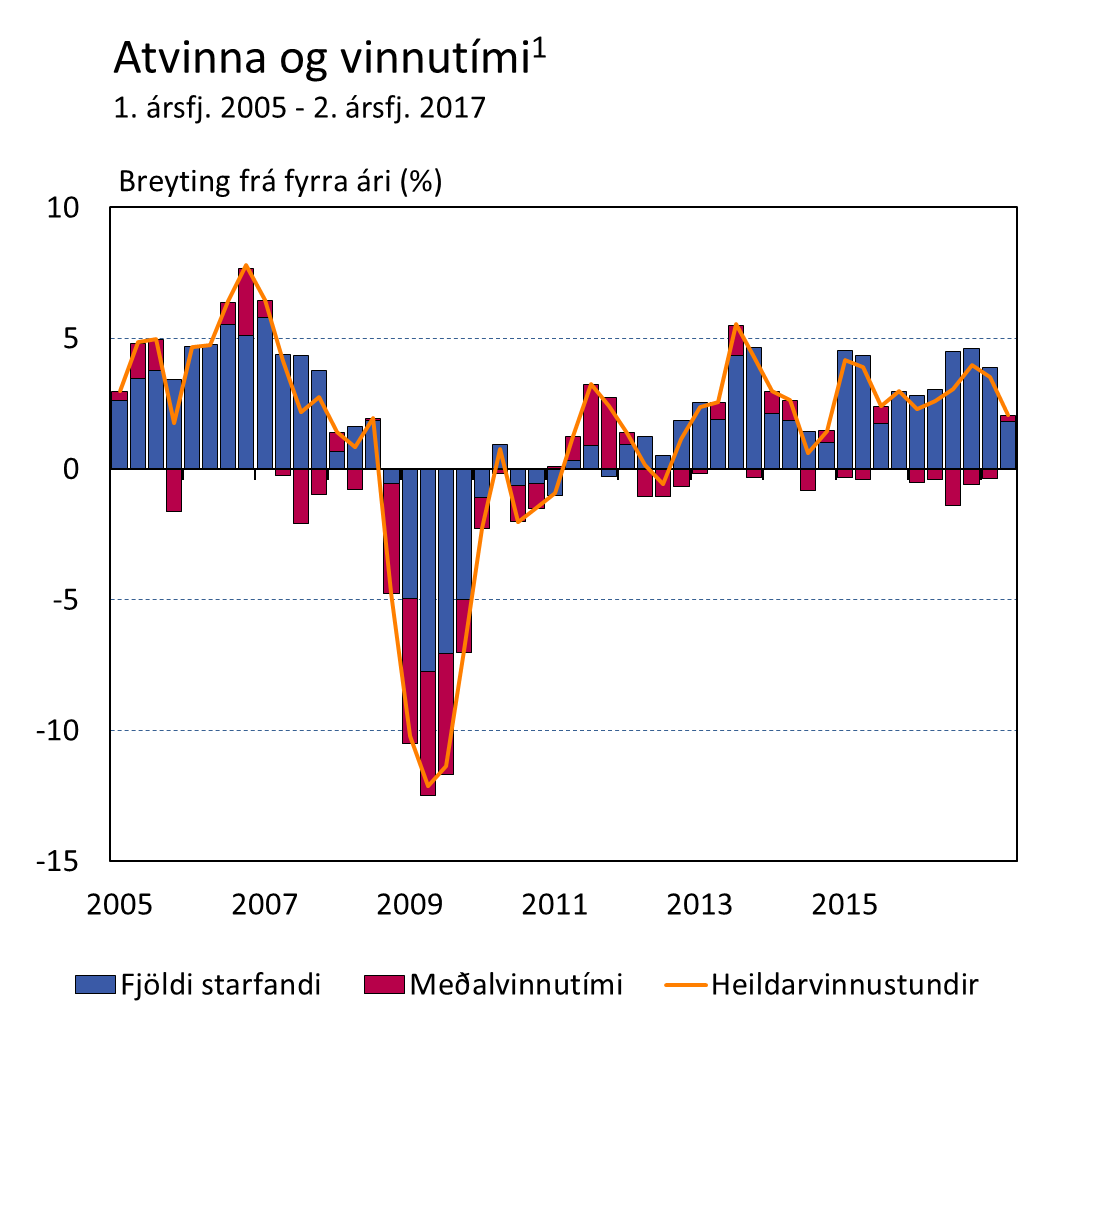 Atvinna og vinnutími¹
1. ársfj. 2005 - 2. ársfj. 2017
Breyting frá fyrra ári (%)
10
5
0
-5
-10
-15
2005 2007 2009 2011 2013 2015
Fjöldi starfandi Meðalvinnutími Heildarvinnustundir